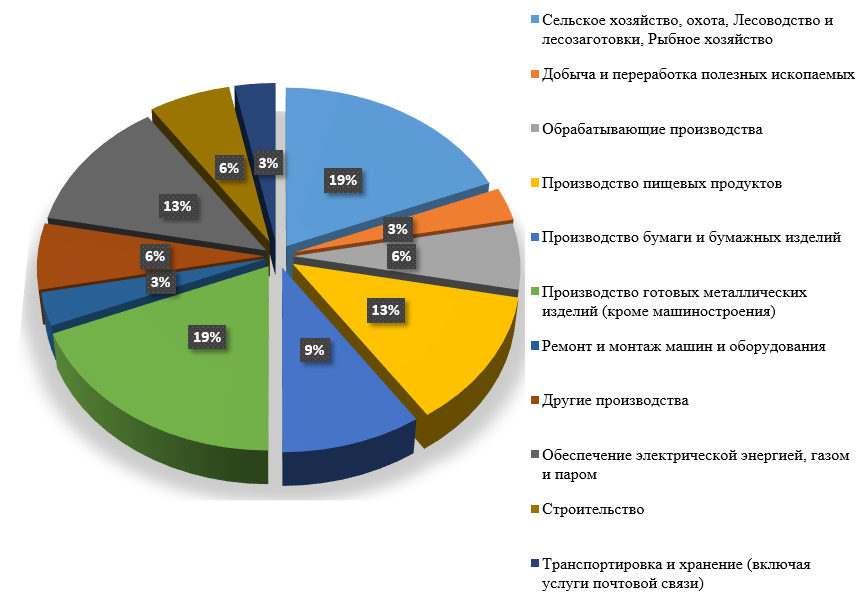 Сельское хозяйство, охота, Лесоводство и
лесозаготовки, Рыбное хозяйство
Добыча и переработка полезных ископаемых
Обрабатывающие производства
Производство пищевых продуктов
Производство бумаги и бумажных изделий
Производство готовых металлических
изделий (кроме машиностроения)
Ремонт и монтаж машин и оборудования
Другие производства
Обеспечение электрической энергией, газом
и паром
Строительство
Транспортировка и хранение (включая
услуги почтовой связи)
19%
3%
6%
13%
9%
19%
3%
6%
13%
6%
3%